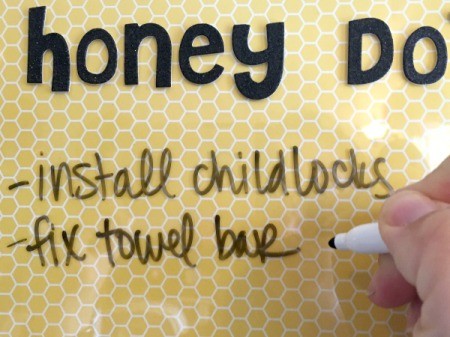 honey Do
-install childlocks
-fix towel bar